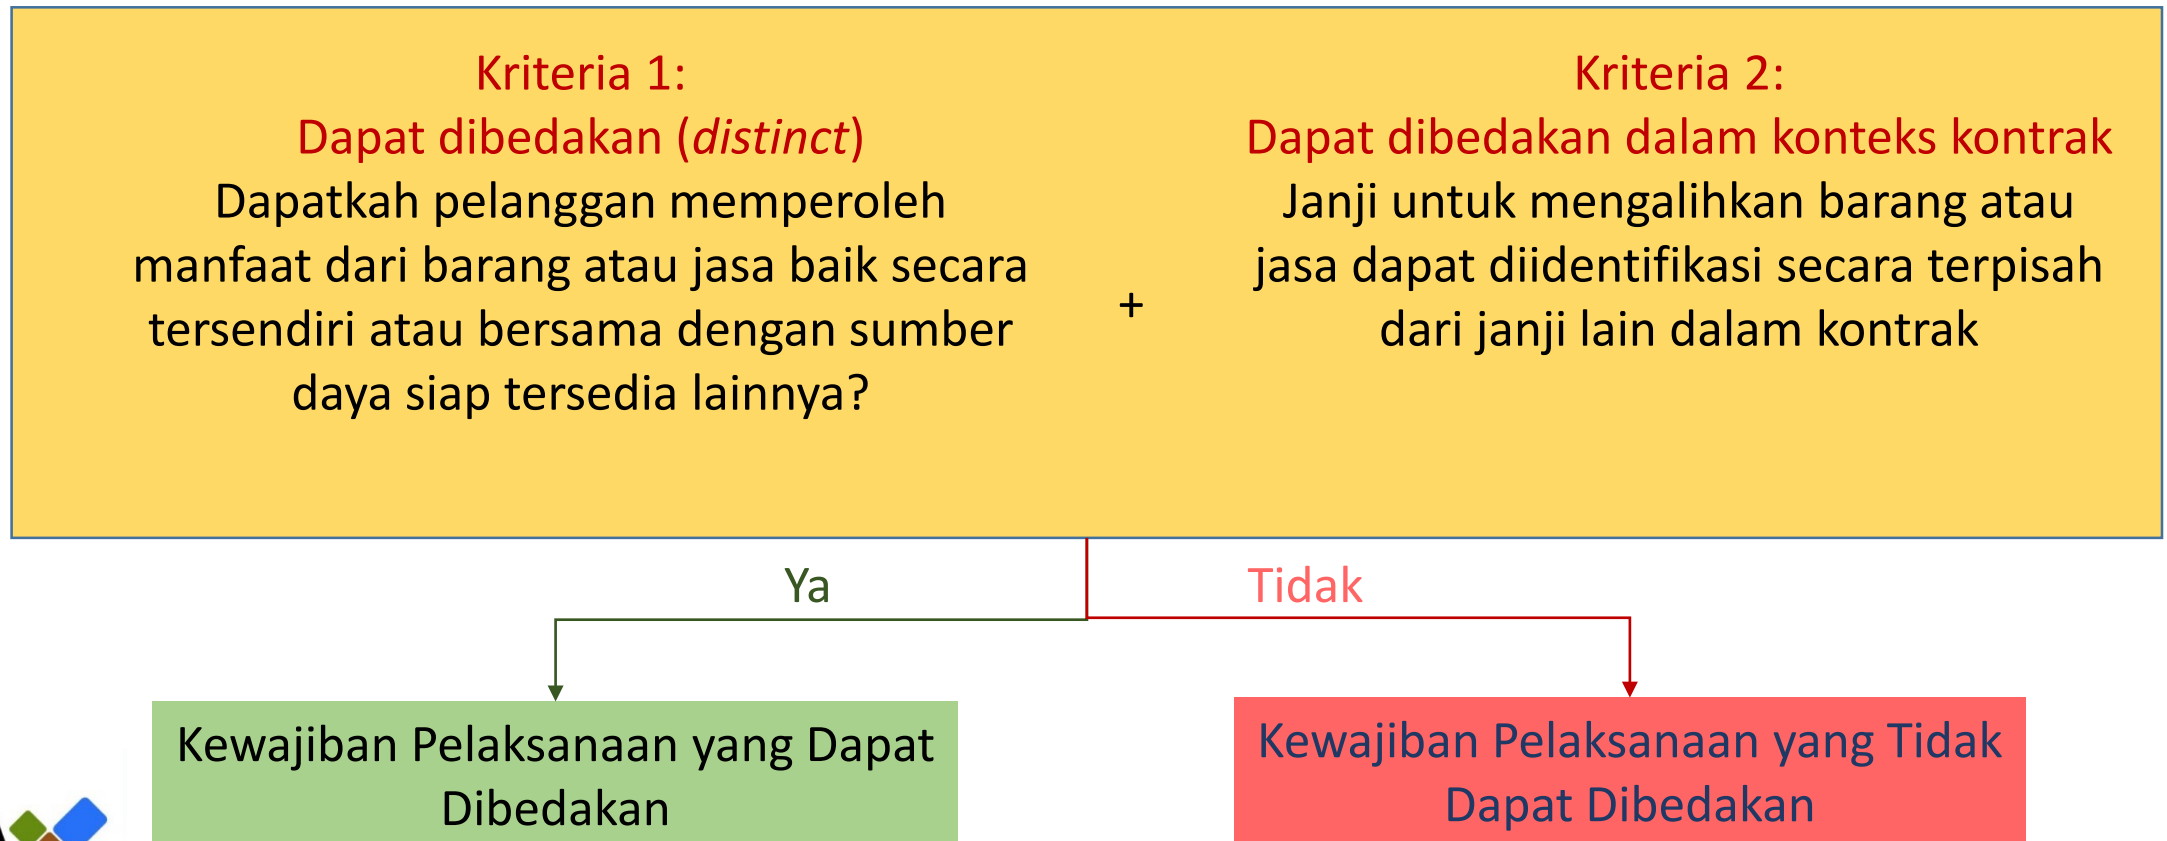 Kriteria 1:
Dapat dibedakan (distinct)
Dapatkah pelanggan memperoleh
manfaat dari barang atau jasa baik secara
tersendiri atau bersama dengan sumber
daya siap tersedia lainnya?
+
Kriteria 2:
Dapat dibedakan dalam konteks kontrak
Janji untuk mengalihkan barang atau
jasa dapat diidentifikasi secara terpisah
dari janji lain dalam kontrak
Ya
Tidak
Kewajiban Pelaksanaan yang Dapat
Dibedakan
Kewajiban Pelaksanaan yang Tidak
Dapat Dibedakan